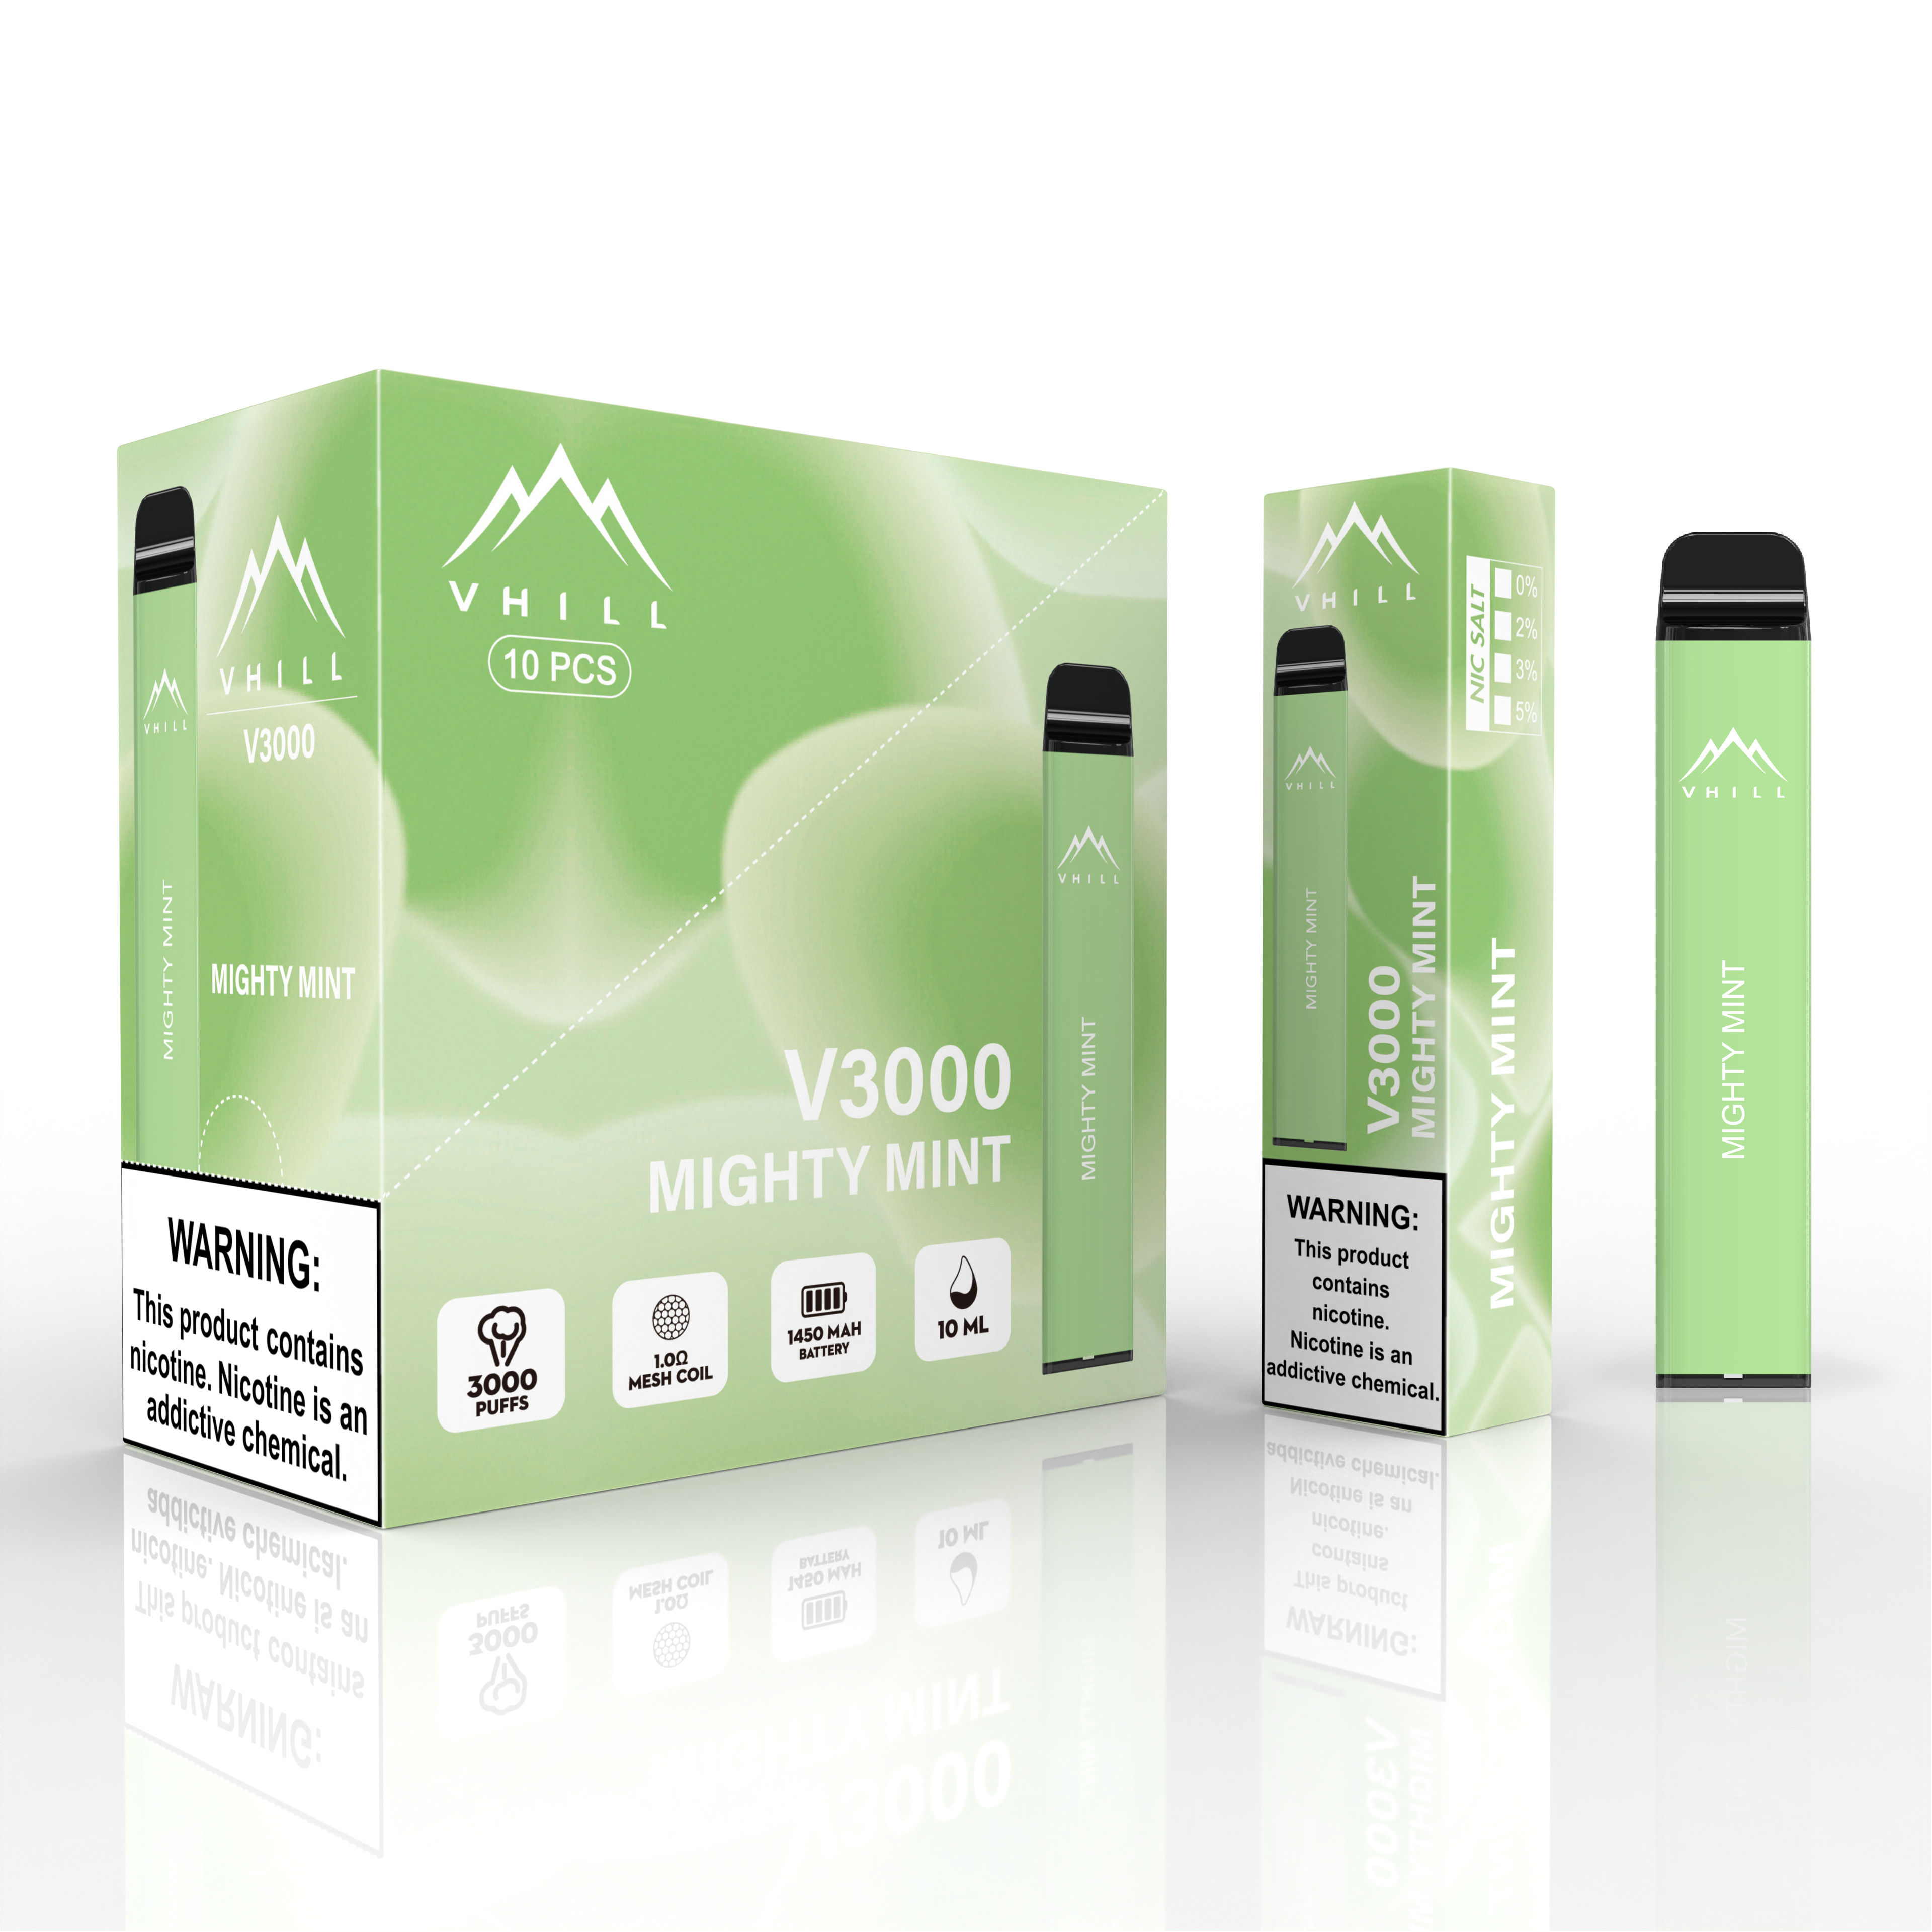 VHILL
MIGHTY MINT
VHILL
V3000
MIGHTY MINT
WARNING:
This product contains
nicotine. Nicotine is an
addictive chemical.
VHILL
10 PCS
V3000
MIGHTY MINT
3000
PUFFS
1.0Ω
MESH COIL
1450 MAH
BATTERY
10 ML
VHILL
MIGHTY MINT
VHILL
VHILL
MIGHTY MINT
V3000
MIGHTY MINT
WARNING:
This product
contains
nicotine.
Nicotine is an
addictive chemical.
NIC SALT
0%
2%
3%
5%
MIGHTY MINT
VHILL
MIGHTY MINT